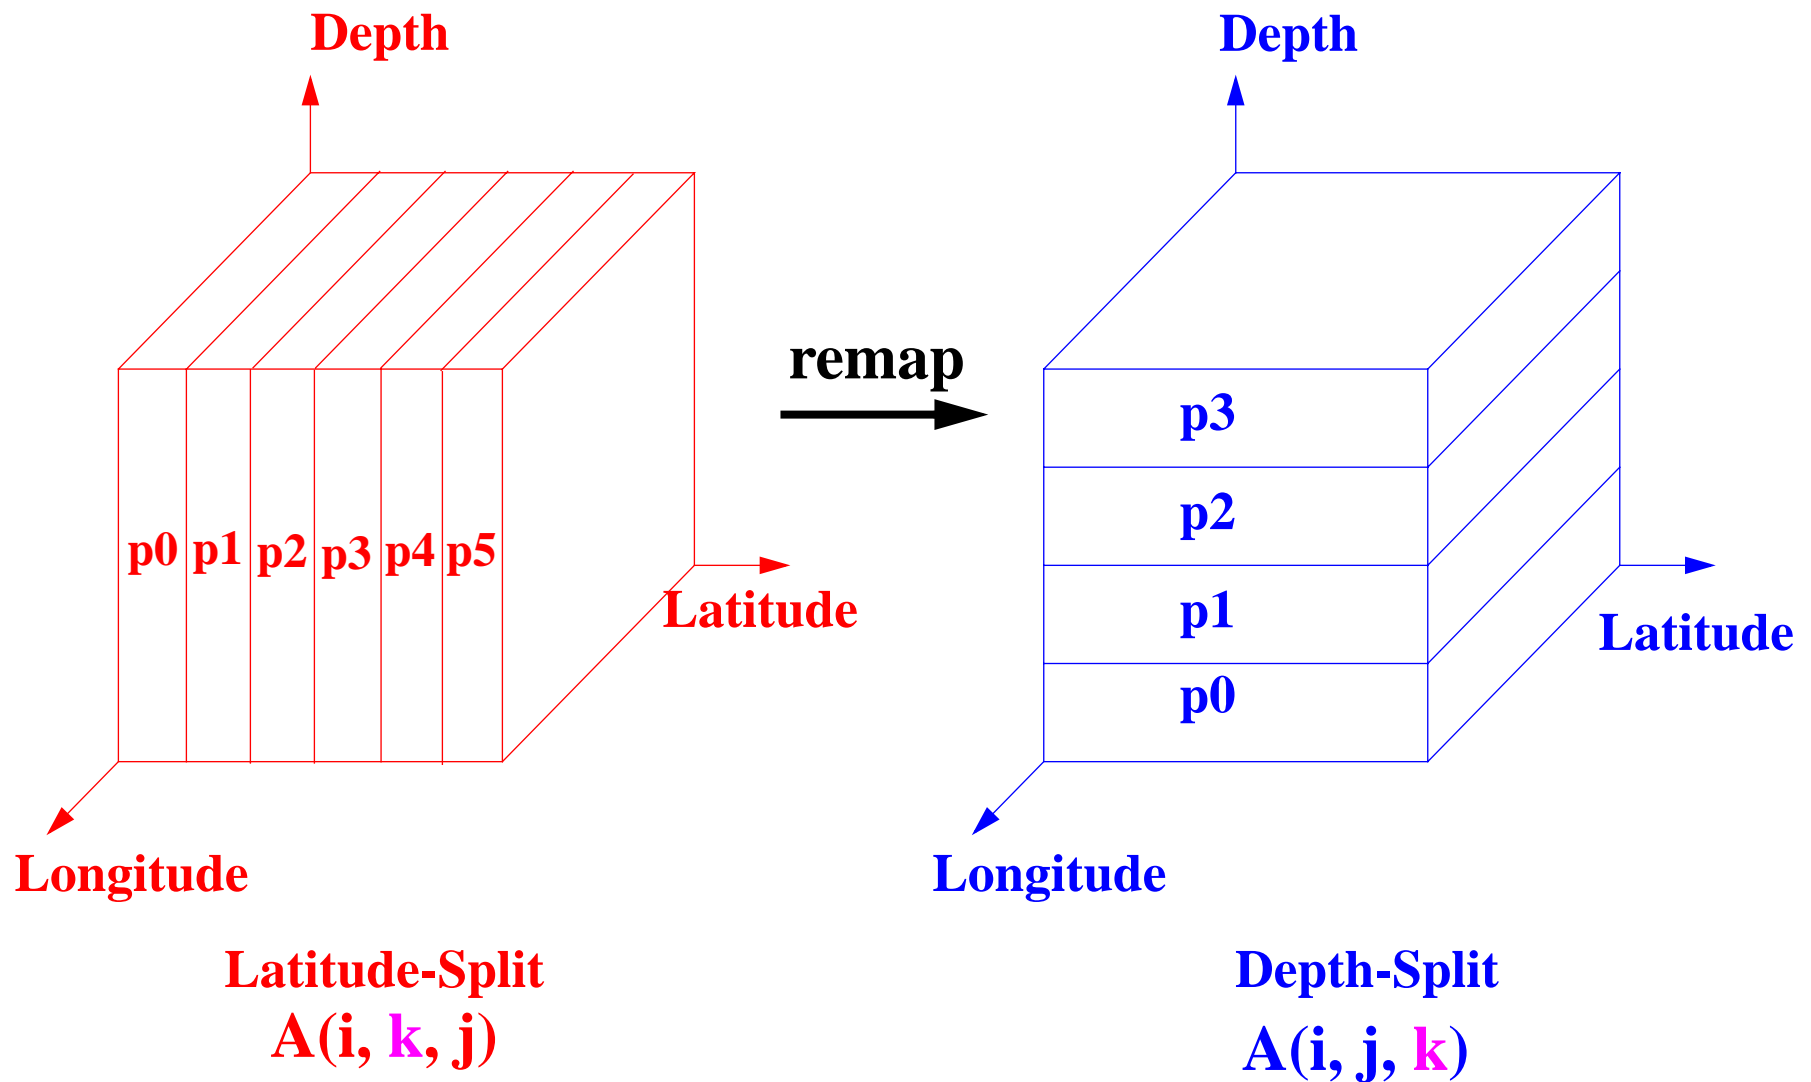 Depth
p0 p1 p2 p3 p4 p5
Latitude
Longitude
Latitude-Split
A(i, k, j)
remap
Depth
p3
p2
p1
p0
Latitude
Longitude
Depth-Split
A(i, j, k)